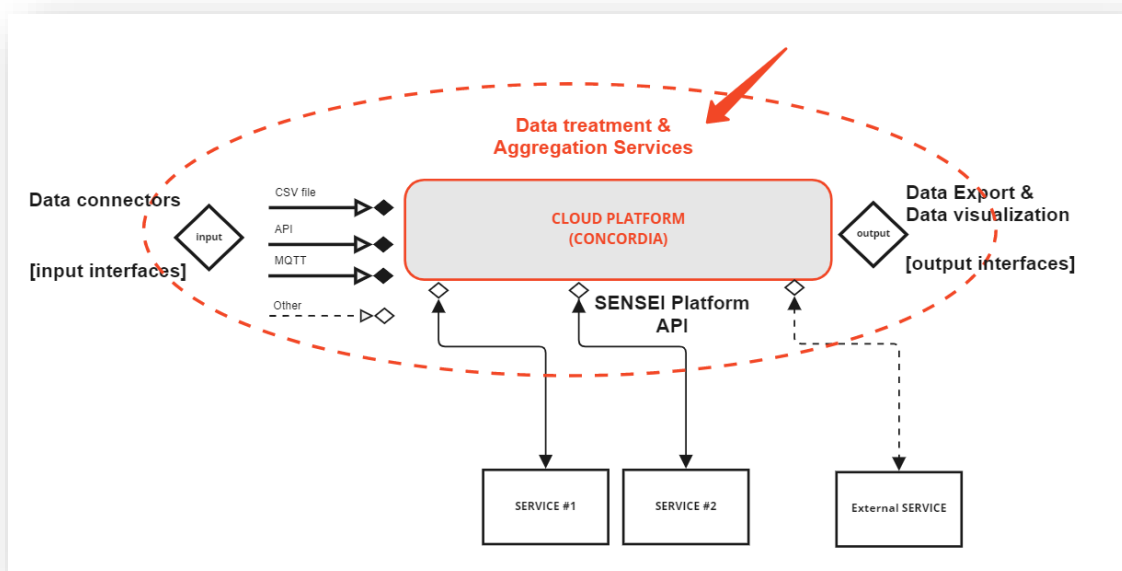 Data treatment &
Aggregation Services
Data connectors
[input interfaces]
input
CSV file
API
MQTT
Other
CLOUD PLATFORM
(CONCORDIA)
output
Data Export &
Data visualization
[output interfaces]
SENSEI Platform
API
SERVICE #1
SERVICE #2
External SERVICE